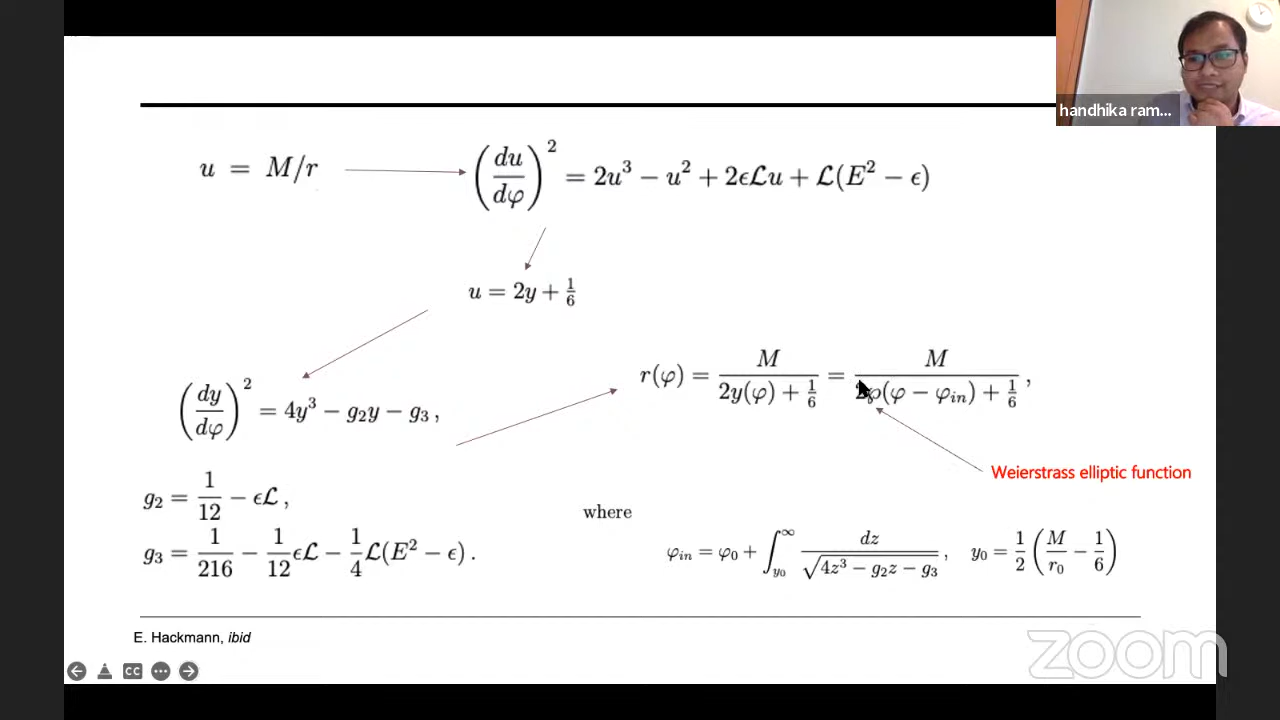 handhika ram...
u = M/r
(du/dφ)² = 2u³ − u² + 2ϵℒu + ℒ(E² − ϵ)
u = 2y + 1/6
(dy/dφ)² = 4y³ − g₂y − g₃ ,
r(φ) = M/(2y(φ) + 1/6) = M/(2℘(φ − φ_in) + 1/6) ,
Weierstrass elliptic function
g₂ = 1/12 − ϵℒ ,
g₃ = 1/216 − 1/12 ϵℒ − 1/4 ℒ(E² − ϵ) .
where
φ_in = φ₀ + ∫_{y₀}^{∞} dz/√(4z³ − g₂z − g₃) , y₀ = 1/2 (M/r₀ − 1/6)
E. Hackmann, ibid
CC
zoom